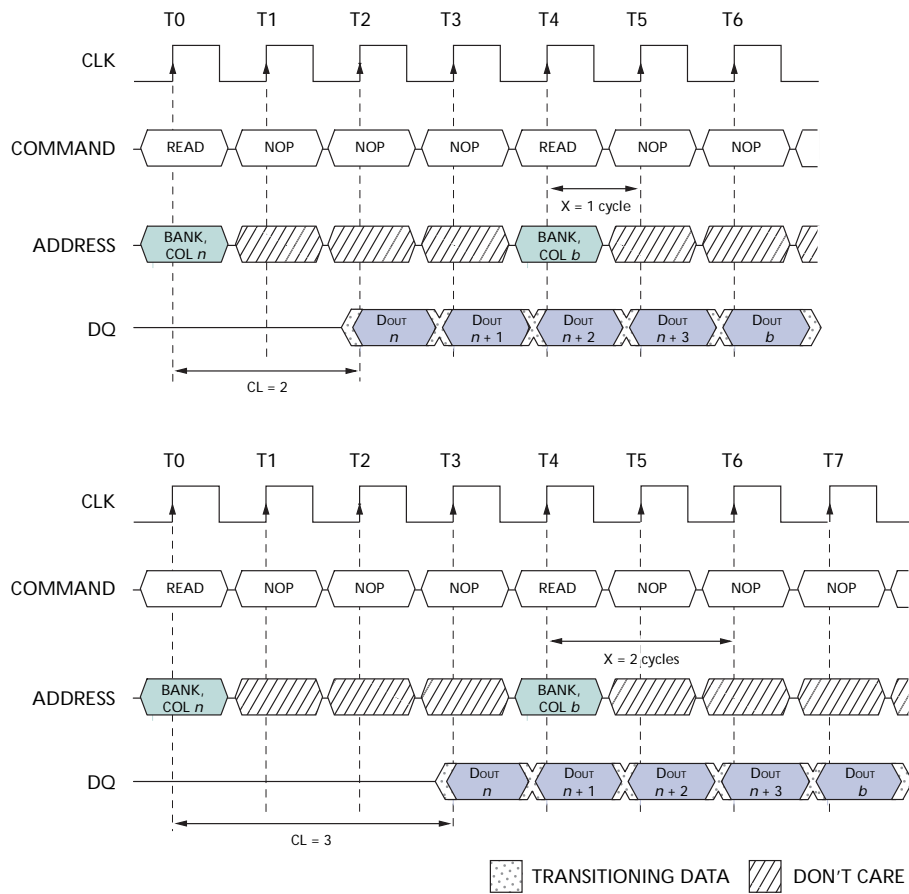 T0 T1 T2 T3 T4 T5 T6
CLK
COMMAND READ NOP NOP NOP READ NOP NOP
X = 1 cycle
ADDRESS BANK, COL n BANK, COL b
DQ DOUT n DOUT n + 1 DOUT n + 2 DOUT n + 3 DOUT b
CL = 2
T0 T1 T2 T3 T4 T5 T6 T7
CLK
COMMAND READ NOP NOP NOP READ NOP NOP NOP
X = 2 cycles
ADDRESS BANK, COL n BANK, COL b
DQ DOUT n DOUT n + 1 DOUT n + 2 DOUT n + 3 DOUT b
CL = 3
TRANSITIONING DATA DON'T CARE